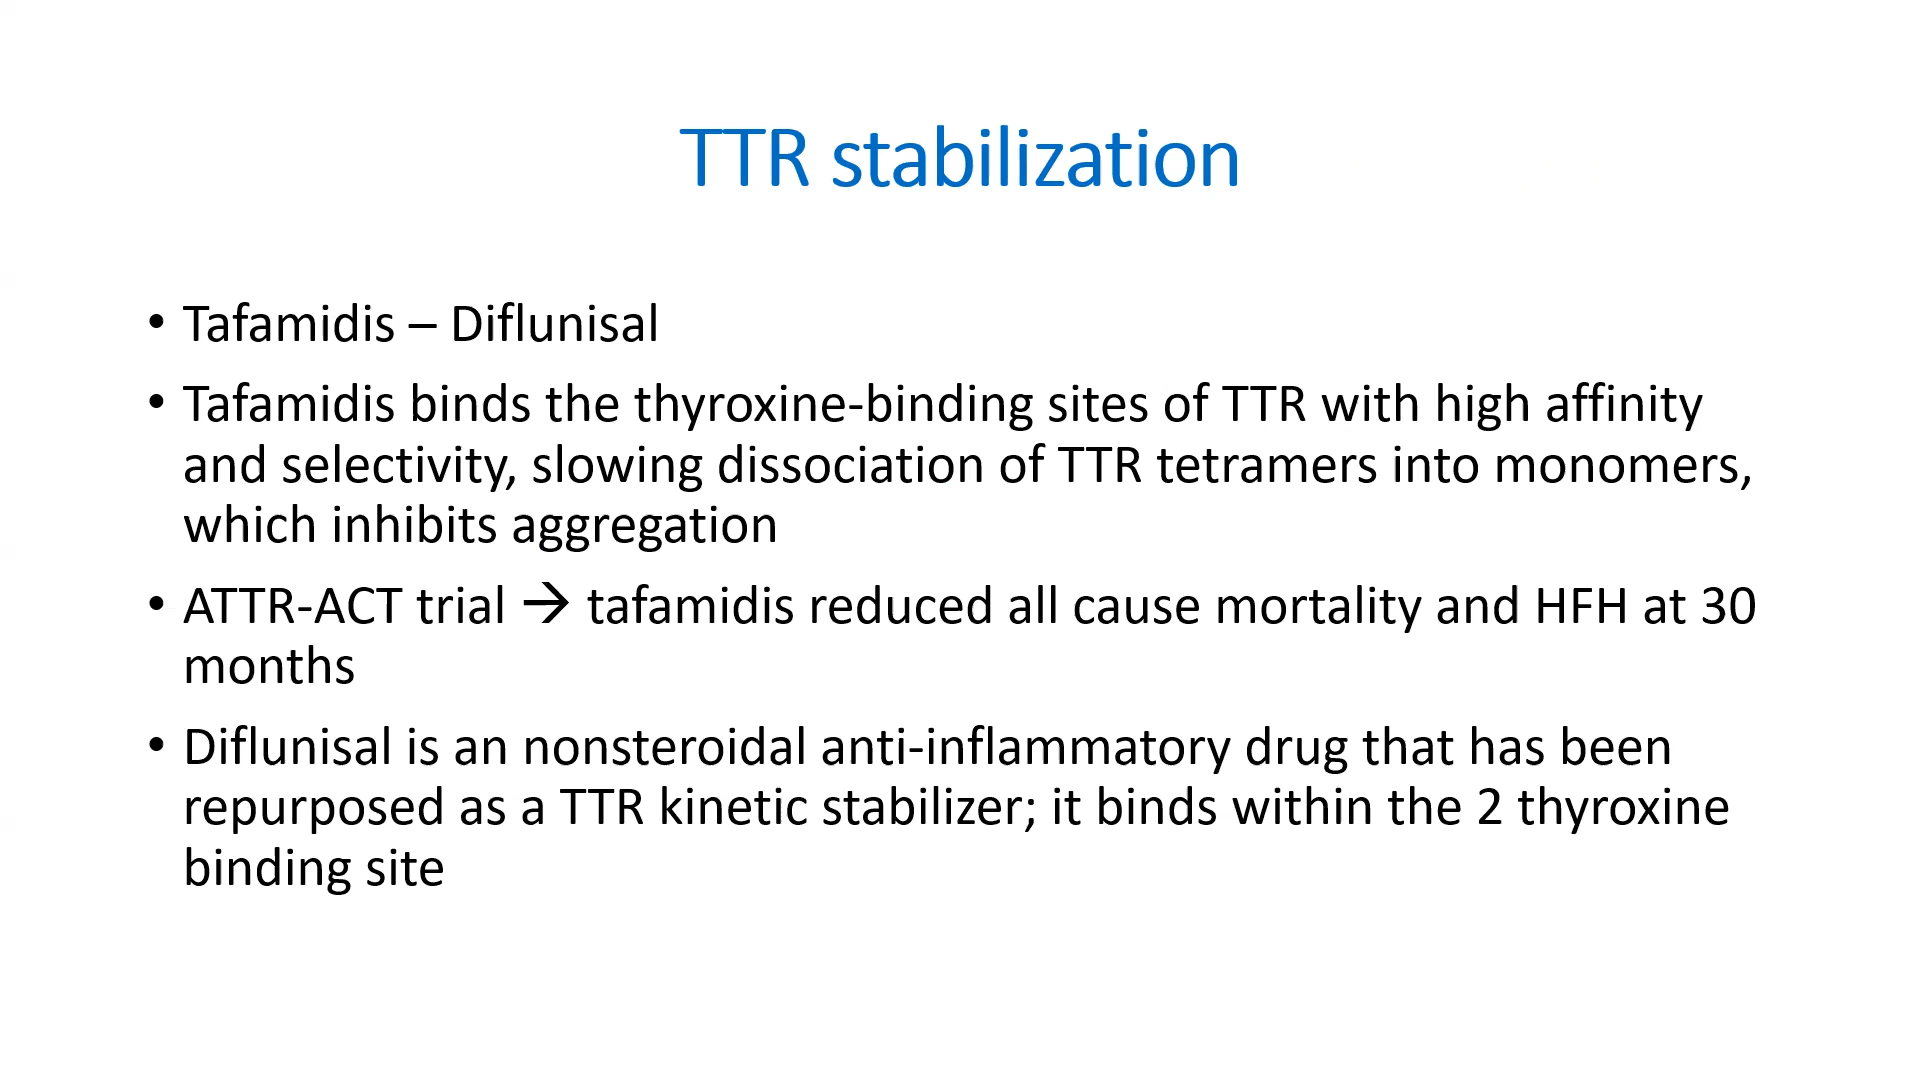 TTR stabilization
• Tafamidis – Diflunisal
• Tafamidis binds the thyroxine-binding sites of TTR with high affinity
and selectivity, slowing dissociation of TTR tetramers into monomers,
which inhibits aggregation
• ATTR-ACT trial → tafamidis reduced all cause mortality and HFH at 30
months
• Diflunisal is an nonsteroidal anti-inflammatory drug that has been
repurposed as a TTR kinetic stabilizer; it binds within the 2 thyroxine
binding site